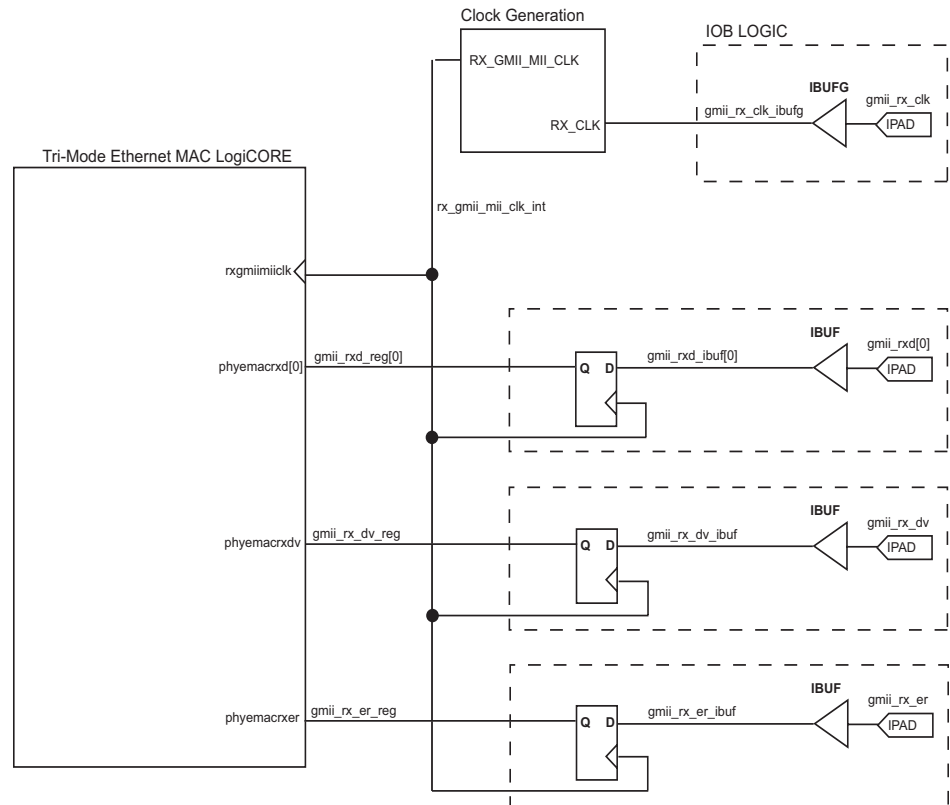 Clock Generation
IOB LOGIC
RX_GMII_MII_CLK
IBUFG
gmii_rx_clk
gmii_rx_clk_ibufg
IPAD
RX_CLK
Tri-Mode Ethernet MAC LogiCORE
rx_gmii_mii_clk_int
rxgmiimiiclk
IBUF
gmii_rxd[0]
phyemacrxd[0]
gmii_rxd_reg[0]
Q D
gmii_rxd_ibuf[0]
IPAD
IBUF
gmii_rx_dv
phyemacrxdv
gmii_rx_dv_reg
Q D
gmii_rx_dv_ibuf
IPAD
IBUF
gmii_rx_er
phyemacrxer
gmii_rx_er_reg
Q D
gmii_rx_er_ibuf
IPAD